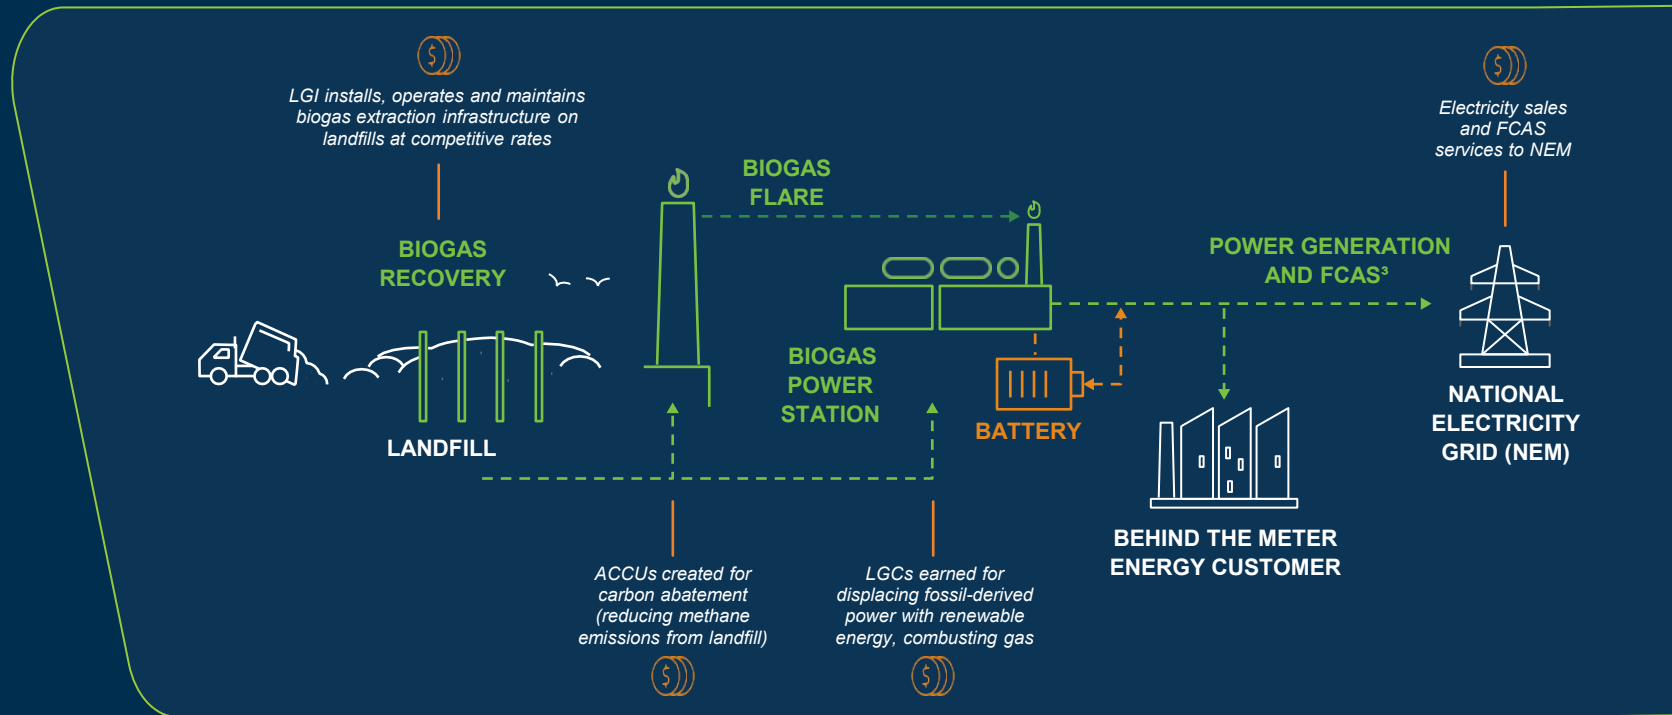 LGI installs, operates and maintains
biogas extraction infrastructure on
landfills at competitive rates
Electricity sales
and FCAS
services to NEM
BIOGAS
FLARE
BIOGAS
RECOVERY
POWER GENERATION
AND FCAS³
BIOGAS
POWER
STATION
BATTERY
LANDFILL
NATIONAL
ELECTRICITY
GRID (NEM)
BEHIND THE METER
ENERGY CUSTOMER
ACCUs created for
carbon abatement
(reducing methane
emissions from landfill)
LGCs earned for
displacing fossil-derived
power with renewable
energy, combusting gas